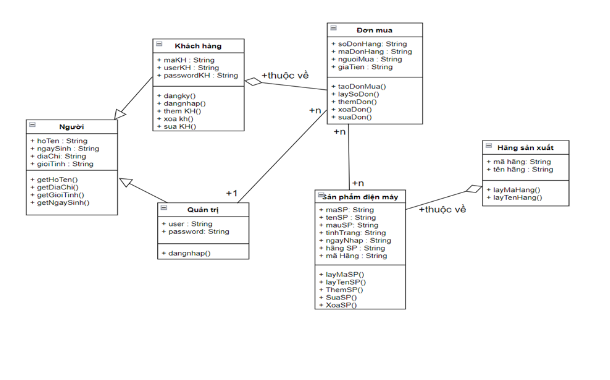 Khách hàng
+ maKH : String
+ userKH : String
+ passwordKH : String
+ dangky()
+ dangnhap()
+ them KH()
+ xoa kh()
+ sua KH()
Đơn mua
+ soDonHang: String
+ maDonHang : String
+ nguoiMua : String
+ giaTien : String
+ taoDonMua()
+ laySoDon()
+ themDon()
+ xoaDon()
+ suaDon()
+thuộc về
+n
+n
Người
+ hoTen : String
+ ngaySinh : String
+ diaChi: String
+ gioiTinh : String
+ getHoTen()
+ getDiaChi()
+ getGioiTinh()
+ getNgaySinh()
Hãng sản xuất
+ mã hãng: String
+ tên hãng : String
+ layMaHang()
+ layTenHang()
+1
+n
+thuộc về
Quản trị
+ user : String
+ password: String
+ dangnhap()
Sản phẩm điện máy
+ maSP: String
+ tenSP : String
+ mauSP: String
+ tinhTrang: String
+ ngayNhap : String
+ hãng SP : String
+ mã Hãng : String
+ layMaSP()
+ layTenSP()
+ ThemSP()
+ SuaSP()
+ XoaSP()